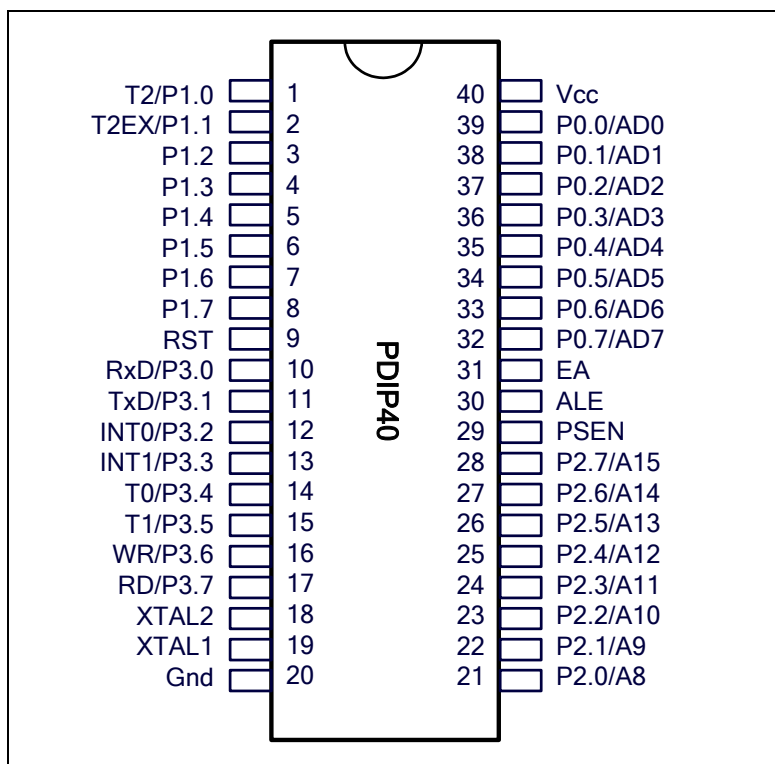 T2/P1.0 1 40 Vcc
T2EX/P1.1 2 39 P0.0/AD0
P1.2 3 38 P0.1/AD1
P1.3 4 37 P0.2/AD2
P1.4 5 36 P0.3/AD3
P1.5 6 35 P0.4/AD4
P1.6 7 34 P0.5/AD5
P1.7 8 33 P0.6/AD6
RST 9 32 P0.7/AD7
RxD/P3.0 10 31 EA
TxD/P3.1 11 30 ALE
INT0/P3.2 12 29 PSEN
INT1/P3.3 13 28 P2.7/A15
T0/P3.4 14 27 P2.6/A14
T1/P3.5 15 26 P2.5/A13
WR/P3.6 16 25 P2.4/A12
RD/P3.7 17 24 P2.3/A11
XTAL2 18 23 P2.2/A10
XTAL1 19 22 P2.1/A9
Gnd 20 21 P2.0/A8
PDIP40